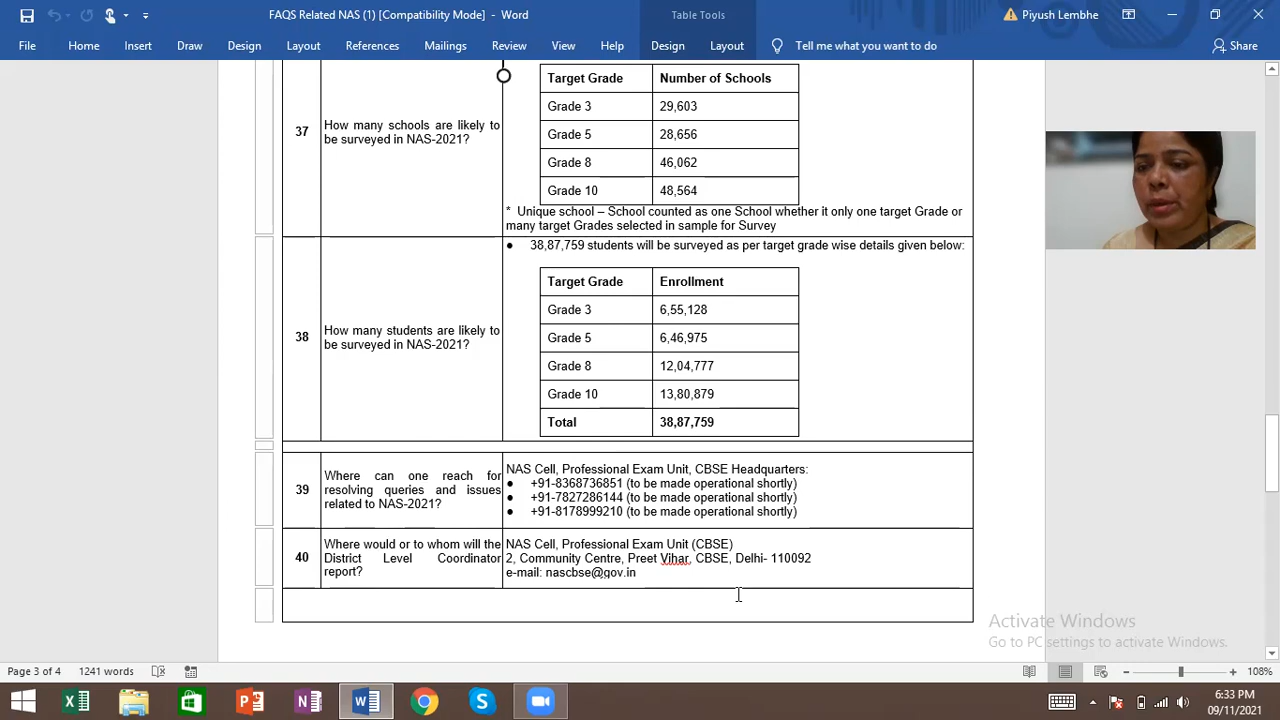 FAQS Related NAS (1) [Compatibility Mode] - Word
Table Tools
Piyush Lembhe
File Home Insert Draw Design Layout References Mailings Review View Help Design Layout Tell me what you want to do Share
Target Grade Number of Schools
Grade 3 29,603
Grade 5 28,656
Grade 8 46,062
Grade 10 48,564
37
How many schools are likely to
be surveyed in NAS-2021?
* Unique school – School counted as one School whether it only one target Grade or
many target Grades selected in sample for Survey
● 38,87,759 students will be surveyed as per target grade wise details given below:
Target Grade Enrollment
Grade 3 6,55,128
Grade 5 6,46,975
Grade 8 12,04,777
Grade 10 13,80,879
Total 38,87,759
38
How many students are likely to
be surveyed in NAS-2021?
39
Where can one reach for
resolving queries and issues
related to NAS-2021?
NAS Cell, Professional Exam Unit, CBSE Headquarters:
● +91-8368736851 (to be made operational shortly)
● +91-7827286144 (to be made operational shortly)
● +91-8178999210 (to be made operational shortly)
40
Where would or to whom will the
District Level Coordinator
report?
NAS Cell, Professional Exam Unit (CBSE)
2, Community Centre, Preet Vihar, CBSE, Delhi- 110092
e-mail: nascbse@gov.in
Activate Windows
Go to PC settings to activate Windows.
Page 3 of 4 1241 words
108%
6:33 PM
09/11/2021